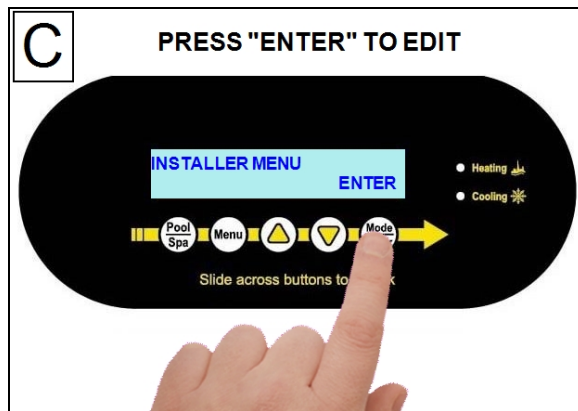 C
PRESS "ENTER" TO EDIT
INSTALLER MENU
ENTER
Heating
Cooling
Pool
Spa
Menu
Mode
Slide across buttons to